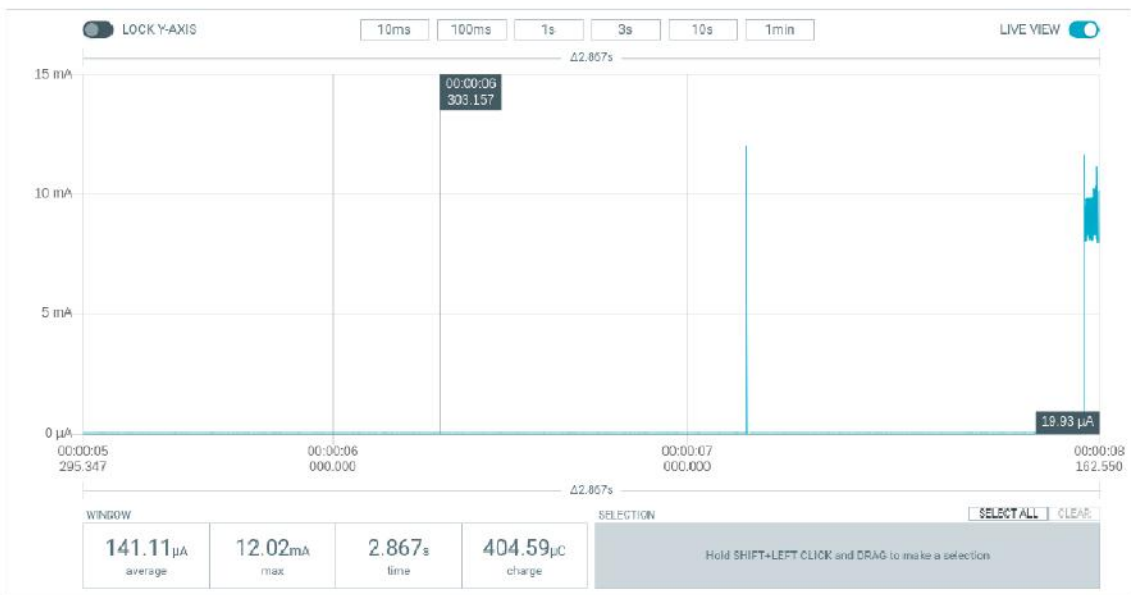 LOCK Y-AXIS 10ms 100ms 1s 3s 10s 1min LIVE VIEW
Δ2.867s
15 mA
00:00:06
303.157
10 mA
5 mA
19.93 µA
0 µA
00:00:05 00:00:06 00:00:07 00:00:08
295.347 000.000 000.000 162.550
Δ2.867s
WINDOW SELECTION SELECT ALL CLEAR
141.11µA 12.02mA 2.867s 404.59µC
average max time charge
Hold SHIFT+LEFT CLICK and DRAG to make a selection